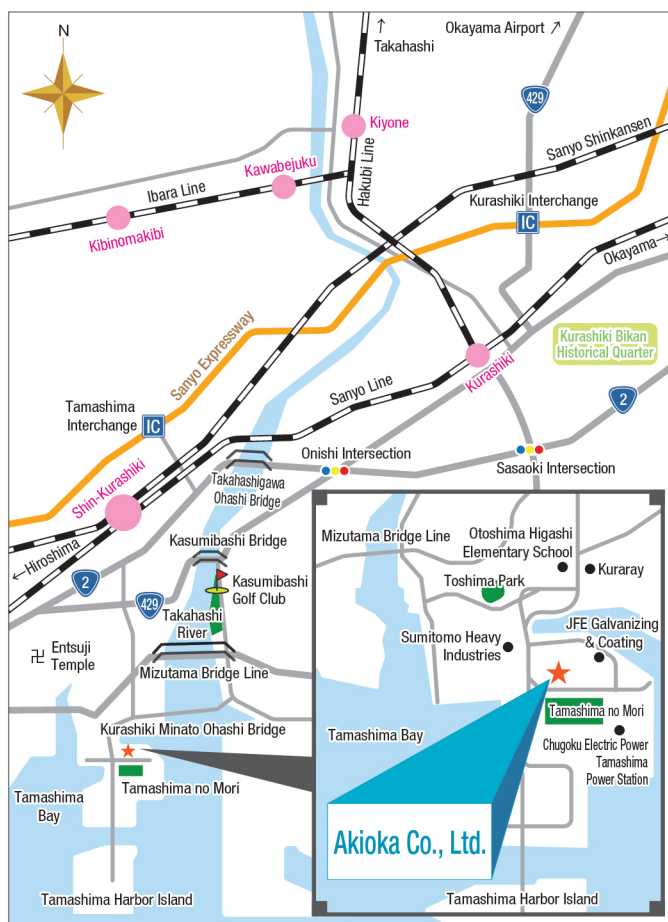 N
↑
Takahashi
Okayama Airport ↗
429
Kiyone
Sanyo Shinkansen
Kawabejuku
Hakubi Line
Ibara Line
Kurashiki Interchange
IC
Kibinomakibi
Okayama→
Sanyo Expressway
Kurashiki Bikan
Historical Quarter
Kurashiki
Sanyo Line
2
Tamashima
Interchange
IC
Onishi Intersection
Sasaoki Intersection
Takahashigawa
Ohashi Bridge
Shin-Kurashiki
←Hiroshima
Kasumibashi Bridge
2
429
Kasumibashi
Golf Club
Takahashi
River
卍 Entsuji
Temple
Mizutama Bridge Line
Kurashiki Minato Ohashi Bridge
Tamashima no Mori
Tamashima
Bay
Tamashima Harbor Island
Mizutama Bridge Line
Otoshima Higashi
Elementary School
Kuraray
Toshima Park
JFE Galvanizing
& Coating
Sumitomo Heavy
Industries
Tamashima no Mori
Tamashima Bay
Chugoku Electric Power
Tamashima
Power Station
Akioka Co., Ltd.
Tamashima Harbor Island